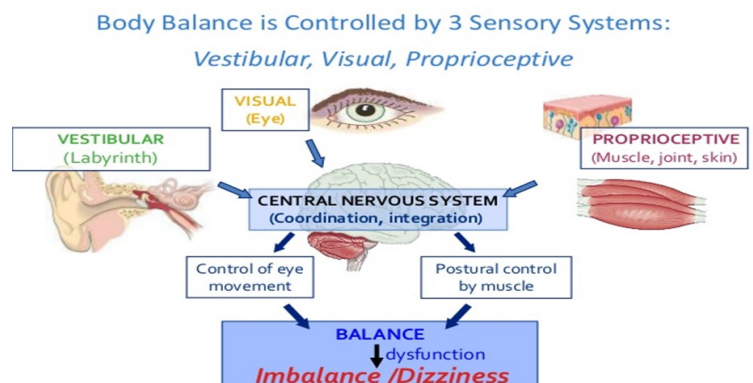 Body Balance is Controlled by 3 Sensory Systems:
Vestibular, Visual, Proprioceptive
VISUAL
(Eye)
VESTIBULAR
(Labyrinth)
PROPRIOCEPTIVE
(Muscle, joint, skin)
CENTRAL NERVOUS SYSTEM
(Coordination, integration)
Control of eye
movement
Postural control
by muscle
BALANCE
dysfunction
Imbalance /Dizziness